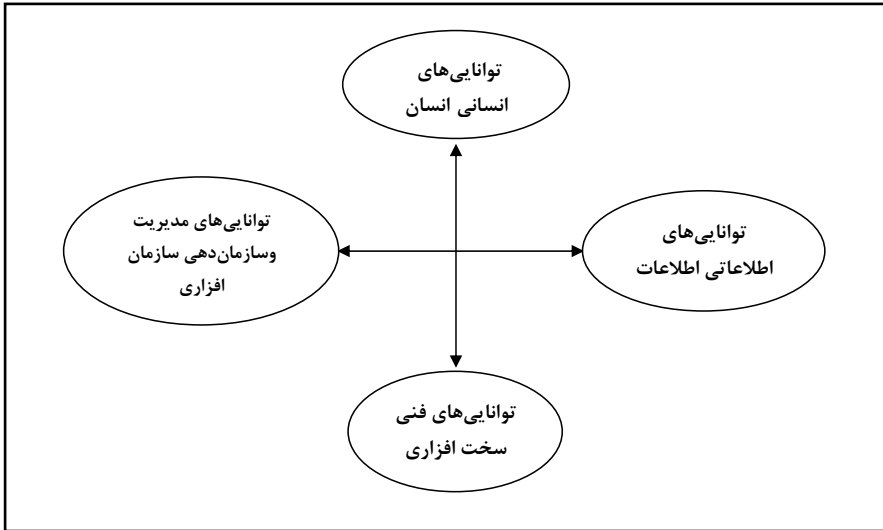 توانایی‌های
انسانی انسان
توانایی‌های
اطلاعاتی اطلاعات
توانایی‌های مدیریت
وسازمان‌دهی سازمان
افزاری
توانایی‌های فنی
سخت افزاری